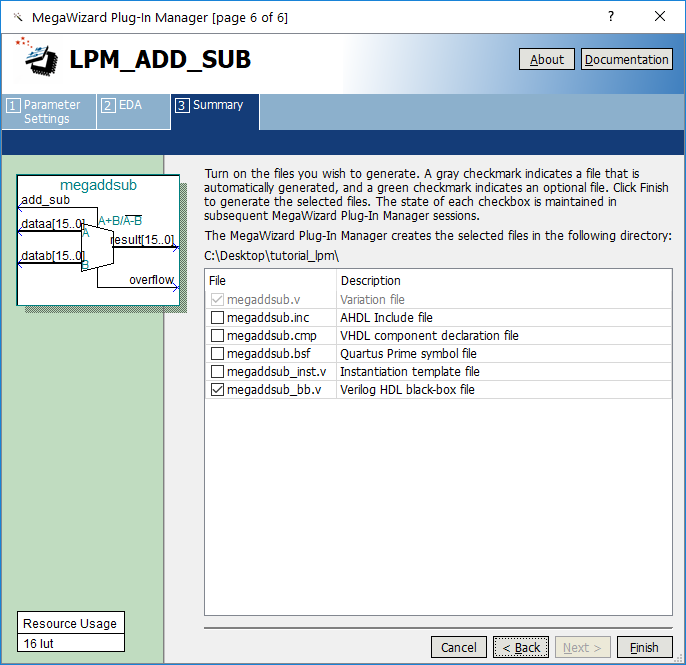 MegaWizard Plug-In Manager [page 6 of 6]
?
LPM_ADD_SUB
About
Documentation
1 Parameter Settings
2 EDA
3 Summary
megaddsub
add_sub
A+B/A-B
dataa[15..0]
A
result[15..0]
datab[15..0]
B
overflow
Turn on the files you wish to generate. A gray checkmark indicates a file that is
automatically generated, and a green checkmark indicates an optional file. Click Finish
to generate the selected files. The state of each checkbox is maintained in
subsequent MegaWizard Plug-In Manager sessions.
The MegaWizard Plug-In Manager creates the selected files in the following directory:
C:\Desktop\tutorial_lpm\
File Description
megaddsub.v Variation file
megaddsub.inc AHDL Include file
megaddsub.cmp VHDL component declaration file
megaddsub.bsf Quartus Prime symbol file
megaddsub_inst.v Instantiation template file
megaddsub_bb.v Verilog HDL black-box file
Resource Usage
16 lut
Cancel
< Back
Next >
Finish